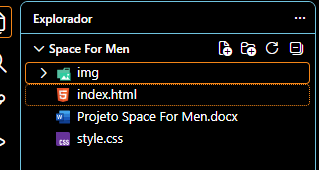 Explorador
Space For Men
img
index.html
Projeto Space For Men.docx
style.css